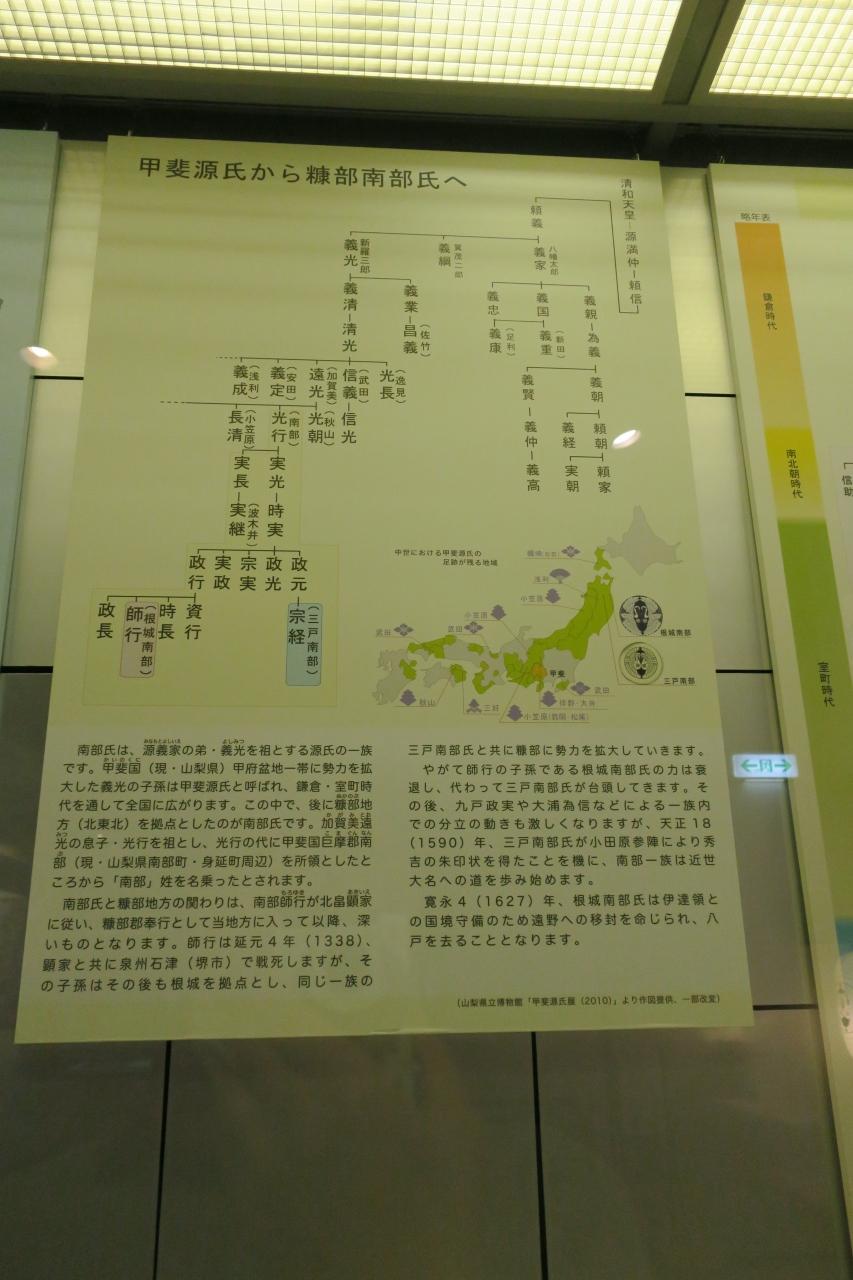 甲斐源氏から糠部南部氏へ
清和天皇─源満仲─頼信
頼義
八幡太郎
義家
賀茂二郎
義綱
新羅三郎
義光
義親─為義
義国
義忠
義業─昌義
(佐竹)
義清─清光
(新田)
義重
(足利)
義康
義朝
義賢─義仲─義高
頼朝
義経
頼家
実朝
(逸見)
光長
(武田)
信義─信光
(加賀美)
遠光
(安田)
義定
(浅利)
義成
(秋山)
光朝
(南部)
光行
(小笠原)
長清
実光─時実
実長─実継
(波木井)
政元
政光
宗実
実政
政行
(三戸南部)
宗経
資行
時長
(根城南部)
師行
政長
中世における甲斐源氏の
足跡が残る地域
浅利
小笠原
小笠原
武田
武田
根城南部
三戸南部
甲斐
武田
秋山
三好
小笠原(前期・松尾)
南部氏は、源義家の弟・義光を祖とする源氏の一族
です。甲斐国（現・山梨県）甲府盆地一帯に勢力を拡
大した義光の子孫は甲斐源氏と呼ばれ、鎌倉・室町時
代を通して全国に広がります。この中で、後に糠部地
方（北東北）を拠点としたのが南部氏です。加賀美遠
光の息子・光行を祖とし、光行の代に甲斐国巨摩郡南
部（現・山梨県南部町・身延町周辺）を所領としたと
ころから「南部」姓を名乗ったとされます。
南部氏と糠部地方の関わりは、南部師行が北畠顕家
に従い、糠部郡奉行として当地方に入って以降、深
いものとなります。師行は延元４年（1338）、
顕家と共に泉州石津（堺市）で戦死しますが、そ
の子孫はその後も根城を拠点とし、同じ一族の
三戸南部氏と共に糠部に勢力を拡大していきます。
やがて師行の子孫である根城南部氏の力は衰
退し、代わって三戸南部氏が台頭してきます。そ
の後、九戸政実や大浦為信などによる一族内
での分立の動きも激しくなりますが、天正18
（1590）年、三戸南部氏が小田原参陣により秀
吉の朱印状を得たことを機に、南部一族は近世
大名への道を歩み始めます。
寛永４（1627）年、根城南部氏は伊達領と
の国境守備のため遠野への移封を命じられ、八
戸を去ることとなります。
（山梨県立博物館「甲斐源氏展（2010）」より作図提供、一部改変）
略年表
鎌倉時代
南北朝時代
室町時代
信助